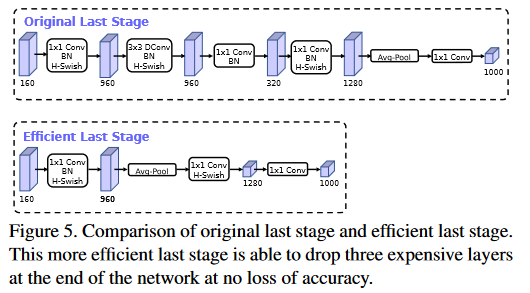 Original Last Stage
1x1 Conv
BN
H-Swish
3x3 DConv
BN
H-Swish
1x1 Conv
BN
1x1 Conv
BN
H-Swish
Avg-Pool
1x1 Conv
160
960
960
320
1280
1000
Efficient Last Stage
1x1 Conv
BN
H-Swish
Avg-Pool
1x1 Conv
H-Swish
1x1 Conv
160
960
1280
1000
Figure 5. Comparison of original last stage and efficient last stage.
This more efficient last stage is able to drop three expensive layers
at the end of the network at no loss of accuracy.